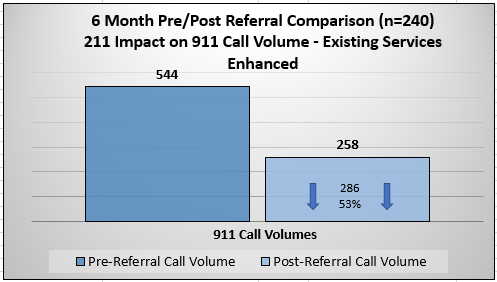 6 Month Pre/Post Referral Comparison (n=240)
211 Impact on 911 Call Volume - Existing Services
Enhanced
544
258
286
53%
911 Call Volumes
Pre-Referral Call Volume Post-Referral Call Volume